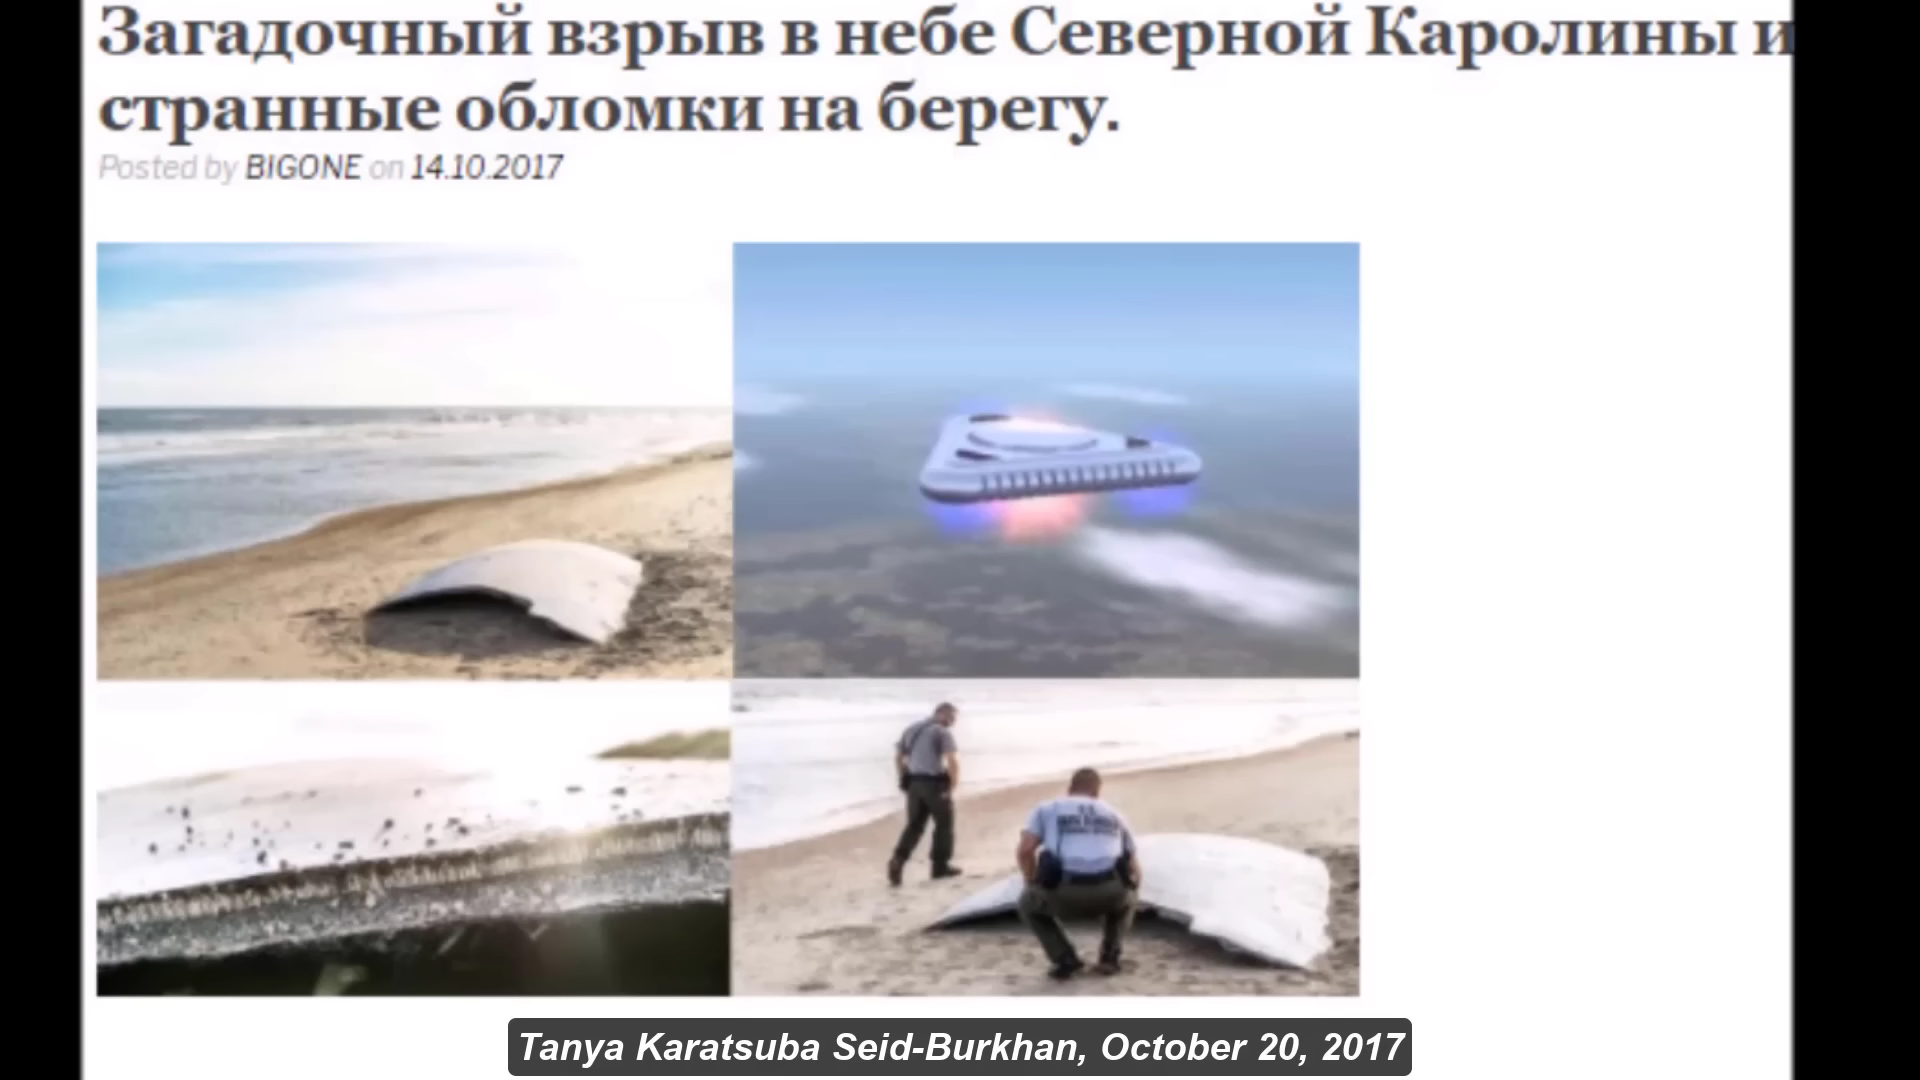 Загадочный взрыв в небе Северной Каролины и
странные обломки на берегу.
Posted by BIGONE on 14.10.2017
Tanya Karatsuba Seid-Burkhan, October 20, 2017